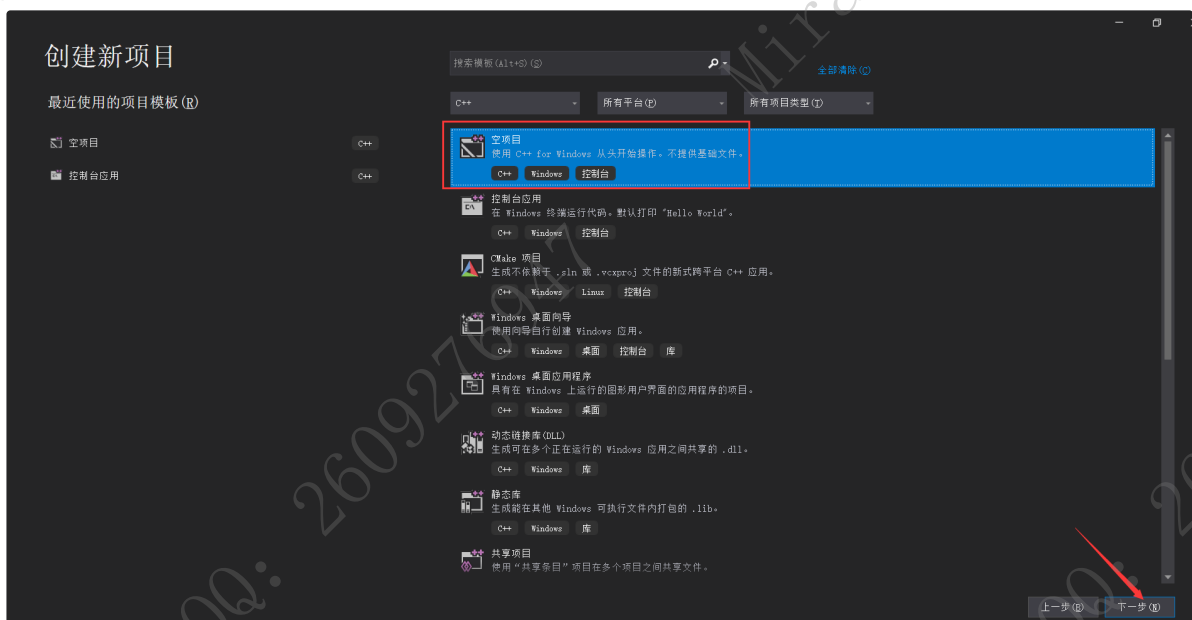 创建新项目
搜索模板(Alt+S)(S)
全部清除(C)
最近使用的项目模板(R)
C++
所有平台(P)
所有项目类型(T)
空项目
C++
控制台应用
C++
空项目
使用 C++ for Windows 从头开始操作。不提供基础文件。
C++ Windows 控制台
控制台应用
在 Windows 终端运行代码。默认打印 "Hello World"。
C++ Windows 控制台
CMake 项目
生成不依赖于 .sln 或 .vcxproj 文件的新式跨平台 C++ 应用。
C++ Windows Linux 控制台
Windows 桌面向导
使用向导自行创建 Windows 应用。
C++ Windows 桌面 控制台 库
Windows 桌面应用程序
具有在 Windows 上运行的图形用户界面的应用程序的项目。
C++ Windows 桌面
动态链接库(DLL)
生成可在多个正在运行的 Windows 应用之间共享的 .dll。
C++ Windows 库
静态库
生成能在其他 Windows 可执行文件内打包的 .lib。
C++ Windows 库
共享项目
使用“共享条目”项目在多个项目之间共享文件。
上一步(B)
下一步(N)
QQ: 2609276947 Mira
QQ: 2